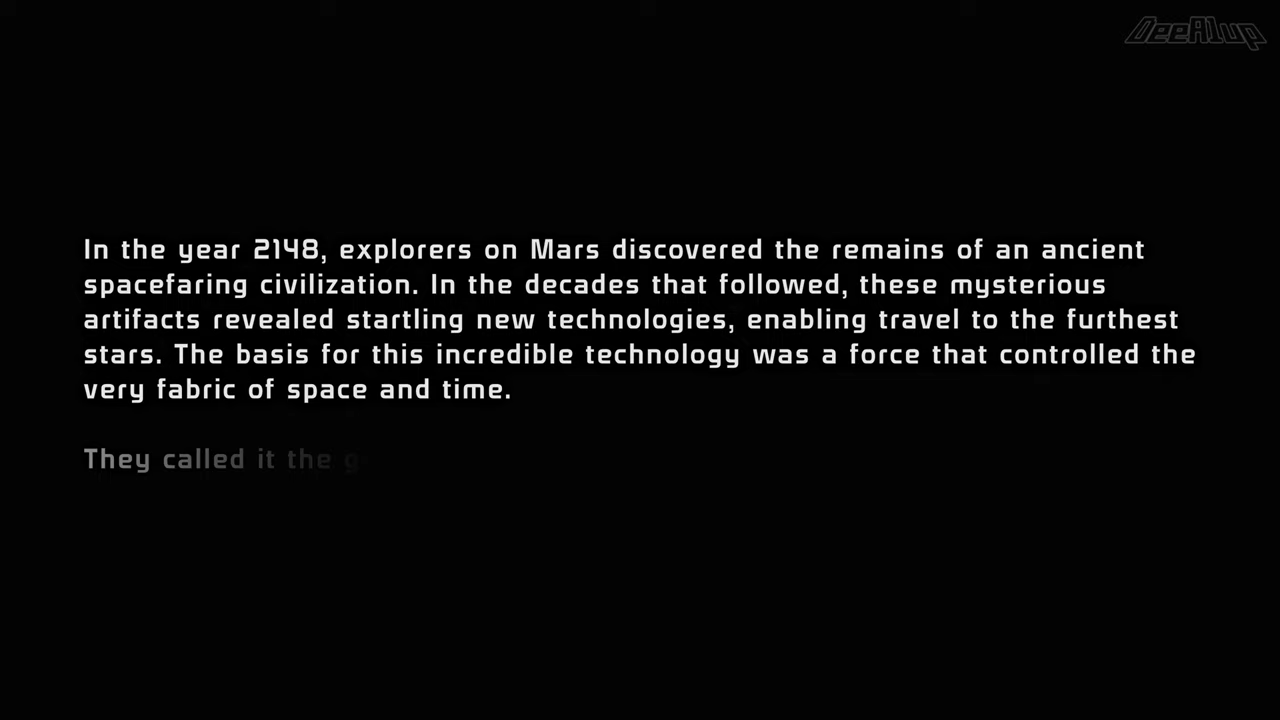 DeeA1up
In the year 2148, explorers on Mars discovered the remains of an ancient
spacefaring civilization. In the decades that followed, these mysterious
artifacts revealed startling new technologies, enabling travel to the furthest
stars. The basis for this incredible technology was a force that controlled the
very fabric of space and time.
They called it the g